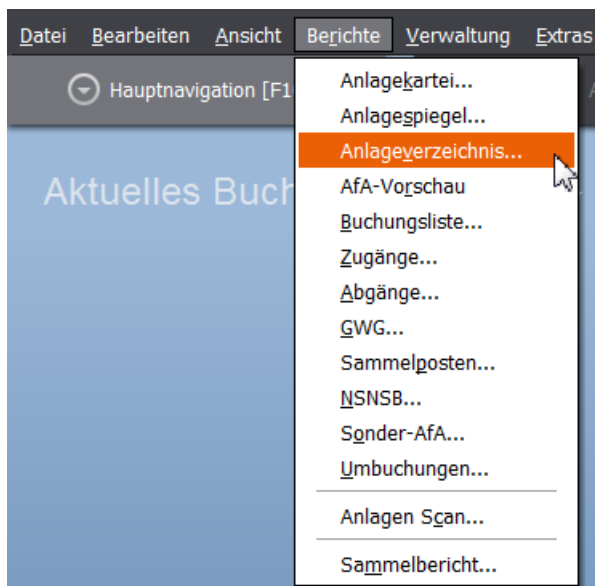 Datei Bearbeiten Ansicht Berichte Verwaltung Extras
Hauptnavigation [F1
Anlagekartei...
Anlagespiegel...
Anlageverzeichnis...
Aktuelles Buch
AfA-Vorschau
Buchungsliste...
Zugänge...
Abgänge...
GWG...
Sammelposten...
NSNSB...
Sonder-AfA...
Umbuchungen...
Anlagen Scan...
Sammelbericht...